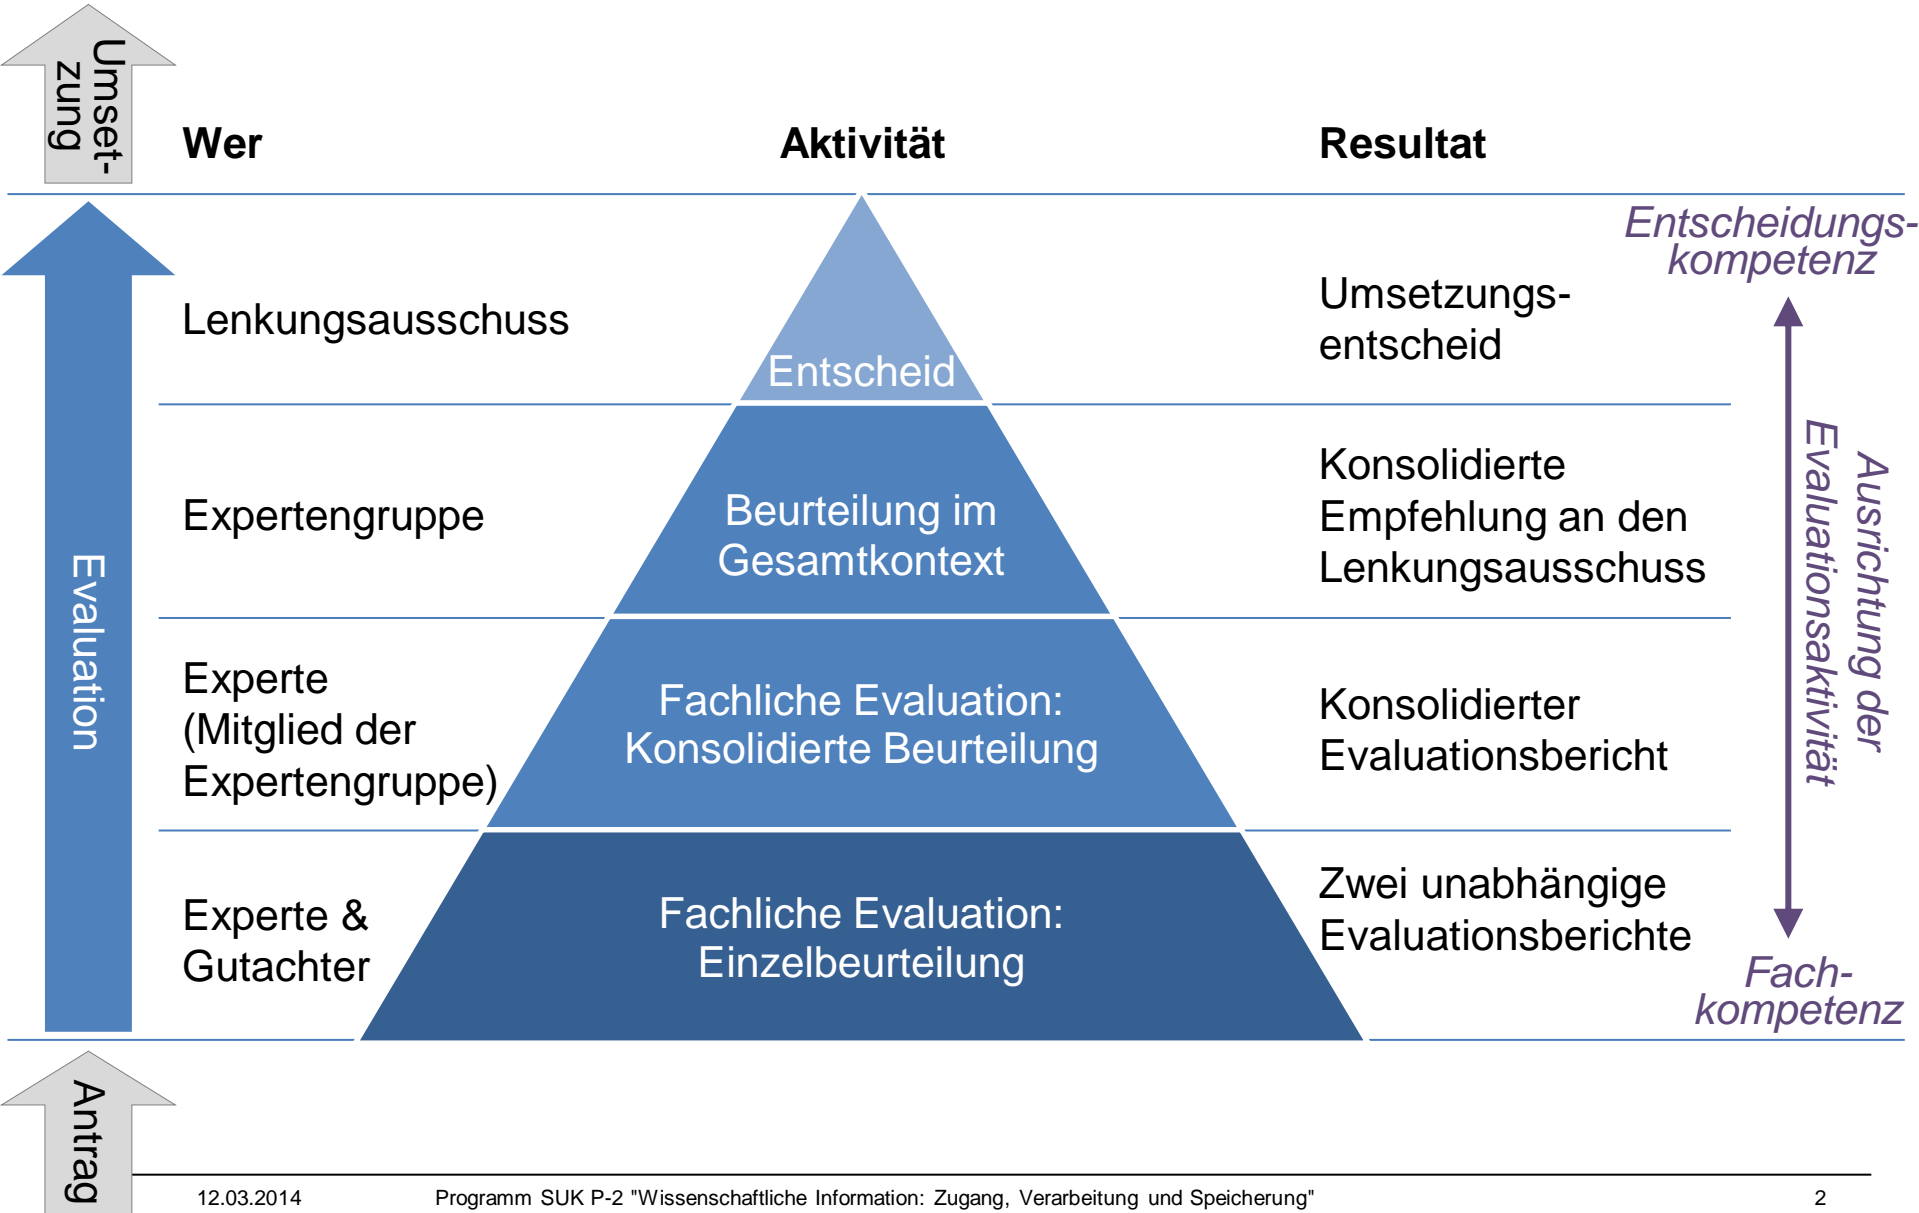 Umset-
zung
Wer
Aktivität
Resultat
Evaluation
Lenkungsausschuss
Entscheid
Umsetzungs-
entscheid
Entscheidungs-
kompetenz
Expertengruppe
Beurteilung im
Gesamtkontext
Konsolidierte
Empfehlung an den
Lenkungsausschuss
Ausrichtung der
Evaluationsaktivität
Experte
(Mitglied der
Expertengruppe)
Fachliche Evaluation:
Konsolidierte Beurteilung
Konsolidierter
Evaluationsbericht
Experte &
Gutachter
Fachliche Evaluation:
Einzelbeurteilung
Zwei unabhängige
Evaluationsberichte
Fach-
kompetenz
Antrag
12.03.2014
Programm SUK P-2 "Wissenschaftliche Information: Zugang, Verarbeitung und Speicherung"
2